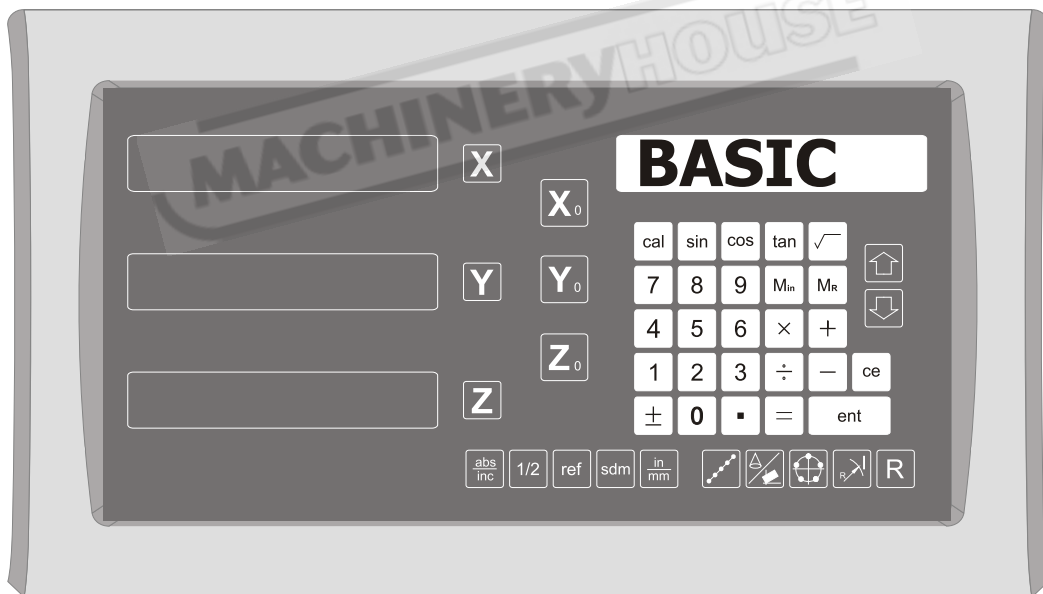 MACHINERYHOUSE
X
BASIC
X0
cal sin cos tan √
Y
Y0
7 8 9 Min MR
4 5 6 × +
Z0
1 2 3 ÷ − ce
Z
± 0 . = ent
abs
inc
1/2 ref sdm
in
mm
R
R